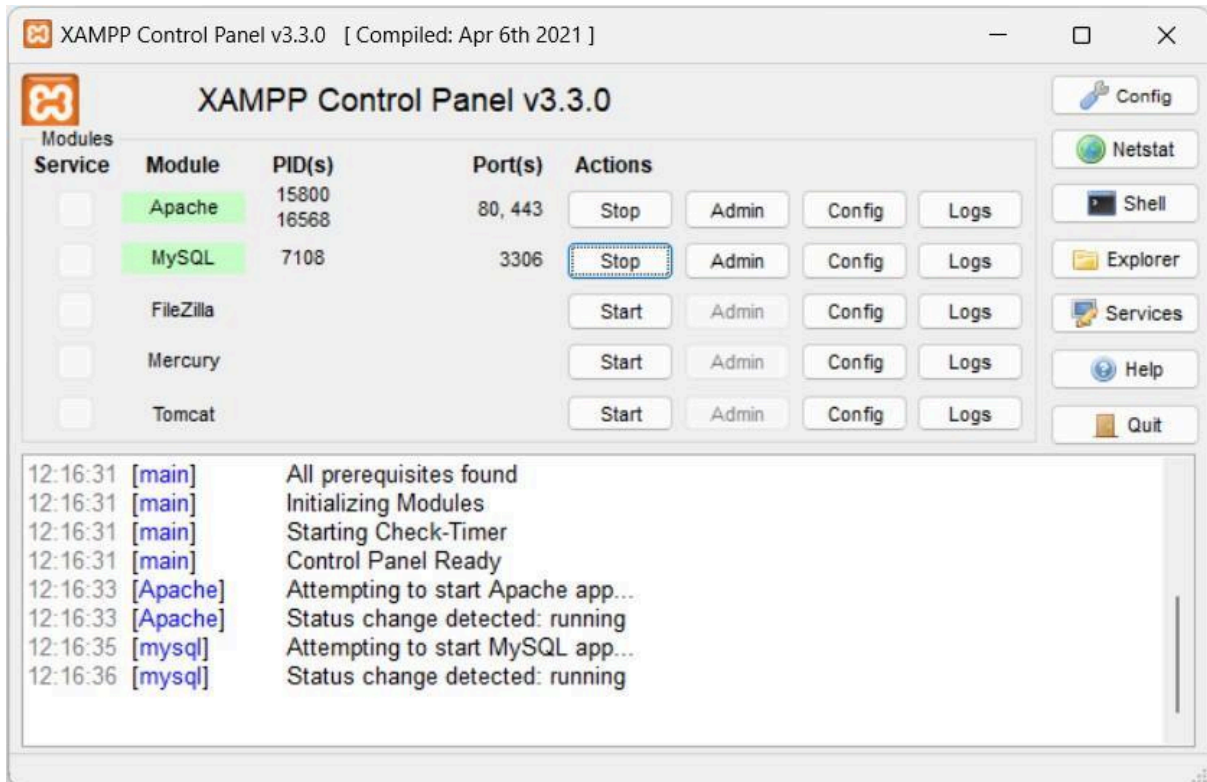 XAMPP Control Panel v3.3.0 [ Compiled: Apr 6th 2021 ]
XAMPP Control Panel v3.3.0
Config
Modules
Netstat
Service Module PID(s) Port(s) Actions
Apache 15800 16568 80, 443 Stop Admin Config Logs
Shell
MySQL 7108 3306 Stop Admin Config Logs
Explorer
FileZilla Start Admin Config Logs
Services
Mercury Start Admin Config Logs
Help
Tomcat Start Admin Config Logs
Quit
12:16:31 [main] All prerequisites found
12:16:31 [main] Initializing Modules
12:16:31 [main] Starting Check-Timer
12:16:31 [main] Control Panel Ready
12:16:33 [Apache] Attempting to start Apache app...
12:16:33 [Apache] Status change detected: running
12:16:35 [mysql] Attempting to start MySQL app...
12:16:36 [mysql] Status change detected: running